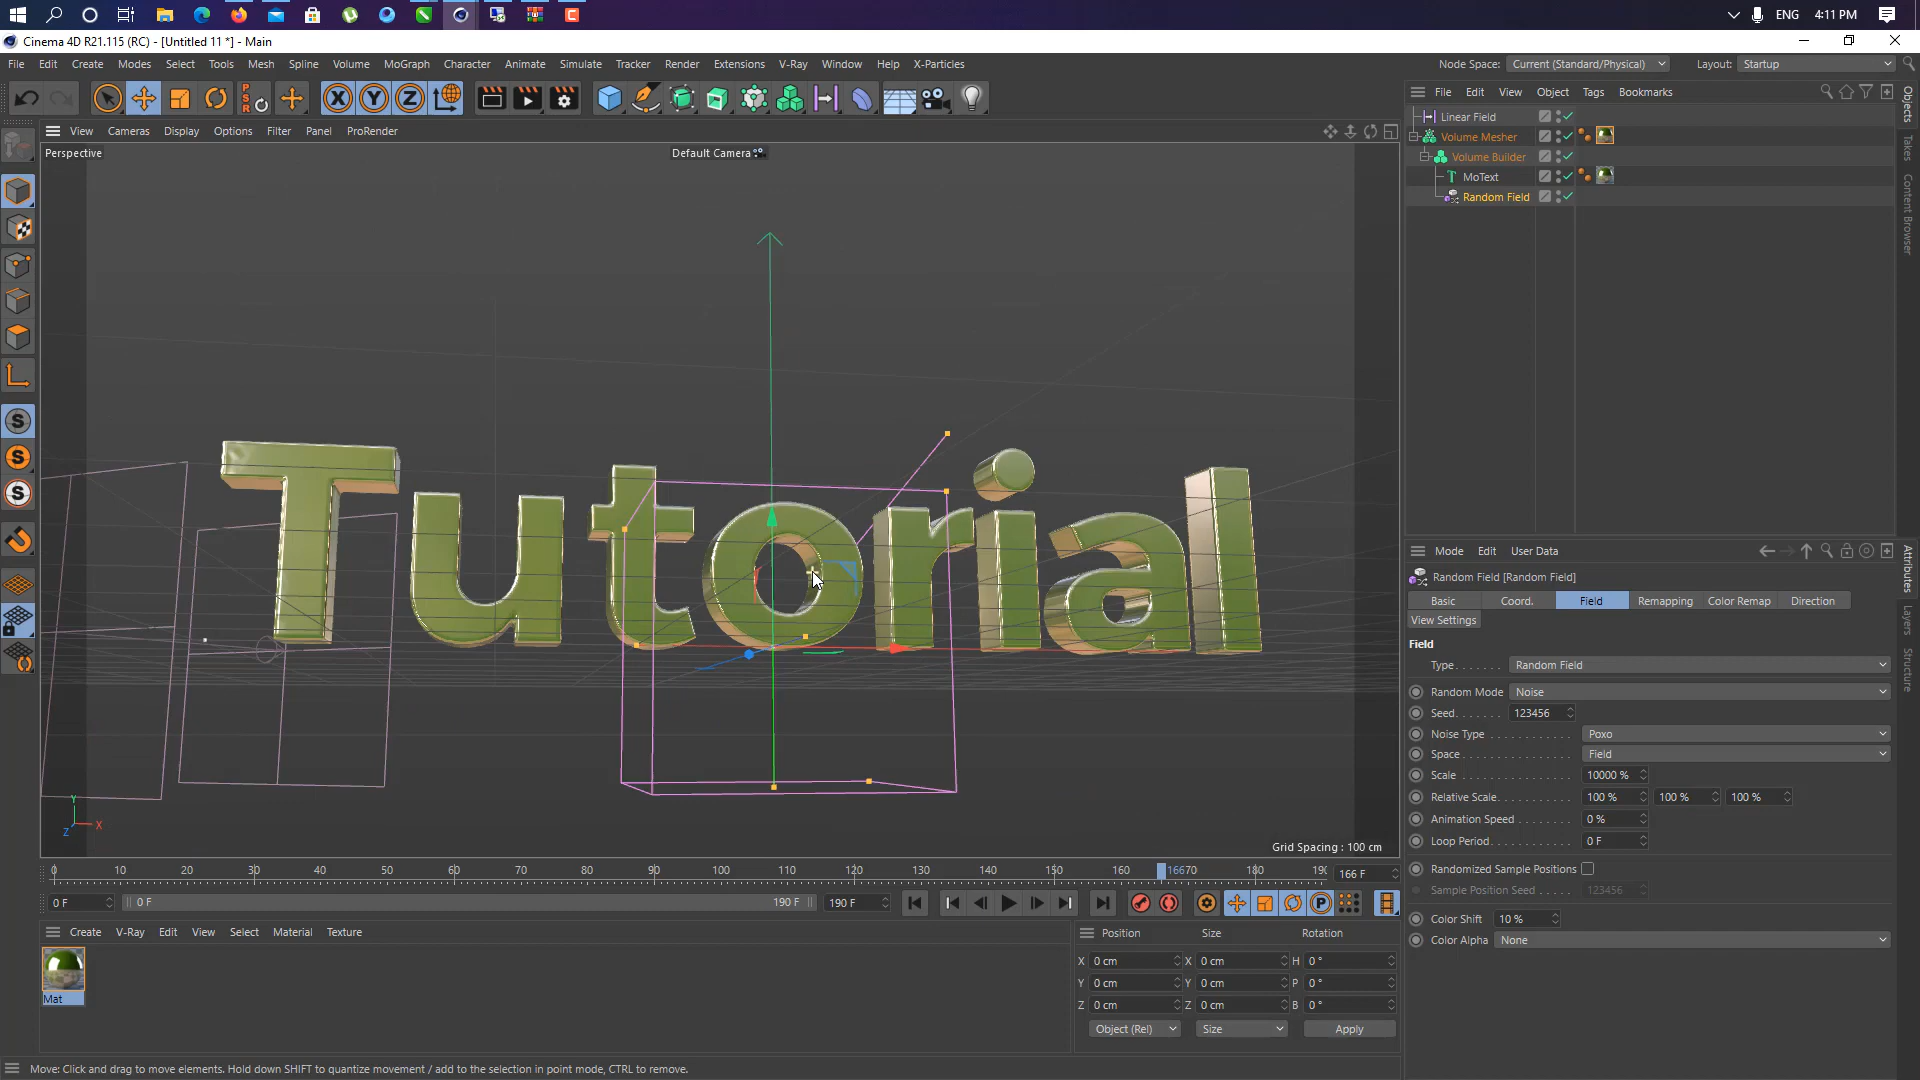 ENG
4:11 PM
Cinema 4D R21.115 (RC) - [Untitled 11 *] - Main
File Edit Create Modes Select Tools Mesh Spline Volume MoGraph Character Animate Simulate Tracker Render Extensions V-Ray Window Help X-Particles
Node Space: Current (Standard/Physical) Layout: Startup
X Y Z
PSR
File Edit View Object Tags Bookmarks
Objects
Takes
Content Browser
Linear Field
Volume Mesher
Volume Builder
MoText
Random Field
View Cameras Display Options Filter Panel ProRender
Perspective
Default Camera
Tutorial
Y
X
Z
Grid Spacing : 100 cm
S
S
S
Mode Edit User Data
Attributes
Layers
Structure
Random Field [Random Field]
Basic Coord. Field Remapping Color Remap Direction
View Settings
Field
Type . . . . . . . Random Field
Random Mode Noise
Seed. . . . . . . 123456
Noise Type . . . . . . . . . . . Poxo
Space . . . . . . . . . . . . . . . Field
Scale . . . . . . . . . . . . . . . 10000 %
Relative Scale. . . . . . . . . . 100 % 100 % 100 %
Animation Speed . . . . . . . 0 %
Loop Period. . . . . . . . . . . 0 F
Randomized Sample Positions
Sample Position Seed . . . . 123456
Color Shift . 10 %
Color Alpha None
0 10 20 30 40 50 60 70 80 90 100 110 120 130 140 150 160 16670 180 190
166 F
0 F 0 F 190 F 190 F
P
Create V-Ray Edit View Select Material Texture
Mat
Position Size Rotation
X 0 cm X 0 cm H 0 °
Y 0 cm Y 0 cm P 0 °
Z 0 cm Z 0 cm B 0 °
Object (Rel) Size Apply
Move: Click and drag to move elements. Hold down SHIFT to quantize movement / add to the selection in point mode, CTRL to remove.